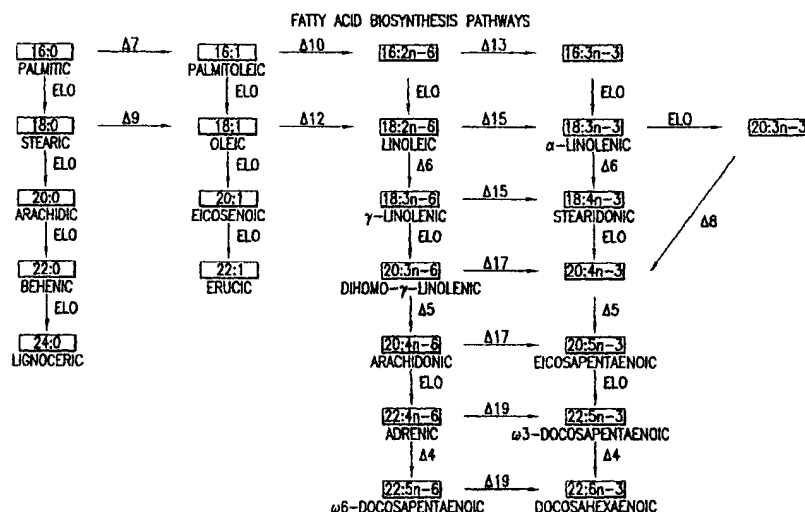 FATTY ACID BIOSYNTHESIS PATHWAYS
16:0 Δ7 16:1 Δ10 16:2n-6 Δ13 16:3n-3
PALMITIC PALMITOLEIC
ELO ELO ELO ELO
18:0 Δ9 18:1 Δ12 18:2n-6 Δ15 18:3n-3 ELO 20:3n-3
STEARIC OLEIC LINOLEIC α-LINOLENIC
ELO ELO Δ6 Δ6
20:0 20:1 18:3n-6 Δ15 18:4n-3
ARACHIDIC EICOSENOIC γ-LINOLENIC STEARIDONIC
Δ8
ELO ELO ELO ELO
22:0 22:1 20:3n-6 Δ17 20:4n-3
BEHENIC ERUCIC DIHOMO-γ-LINOLENIC
ELO Δ5 Δ5
24:0 20:4n-6 Δ17 20:5n-3
LIGNOCERIC ARACHIDONIC EICOSAPENTAENOIC
ELO ELO
22:4n-6 Δ19 22:5n-3
ADRENIC ω3-DOCOSAPENTAENOIC
Δ4 Δ4
22:5n-6 Δ19 22:6n-3
ω6-DOCOSAPENTAENOIC DOCOSAHEXAENOIC